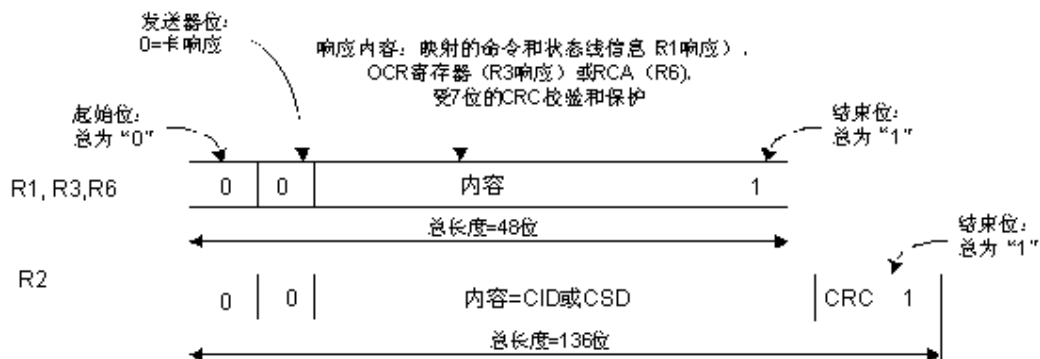 发送器位:
0=卡响应
响应内容:映射的命令和状态线信息 R1响应),
OCR寄存器(R3响应)或RCA(R6),
受7位的CRC校验和保护
起始位:
总为“0”
结束位:
总为“1”
R1, R3,R6
0 0 内容 1
总长度=48位
结束位:
总为“1”
R2
0 0 内容=CID或CSD CRC 1
总长度=136位